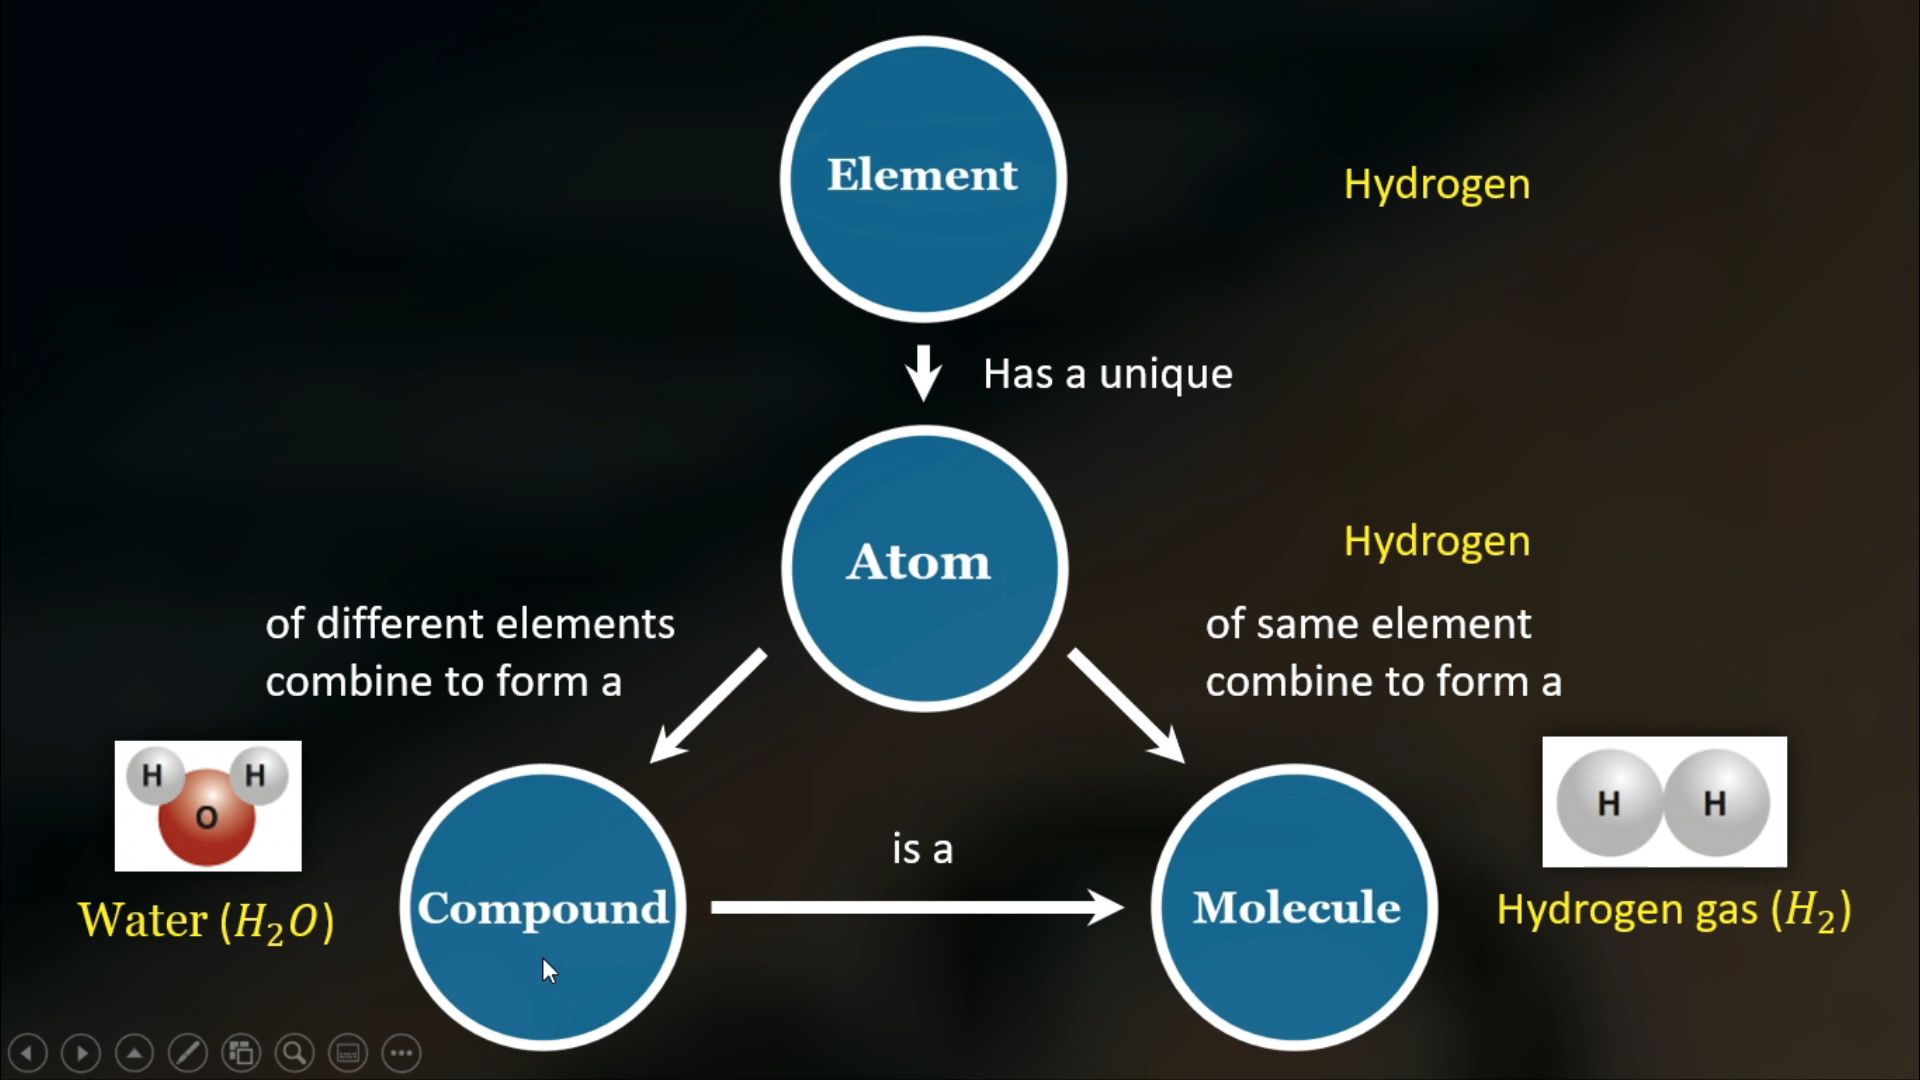 Element
Hydrogen
Has a unique
Atom
Hydrogen
of different elements
combine to form a
of same element
combine to form a
H H
O
H H
is a
Compound
Molecule
Water (H₂O)
Hydrogen gas (H₂)